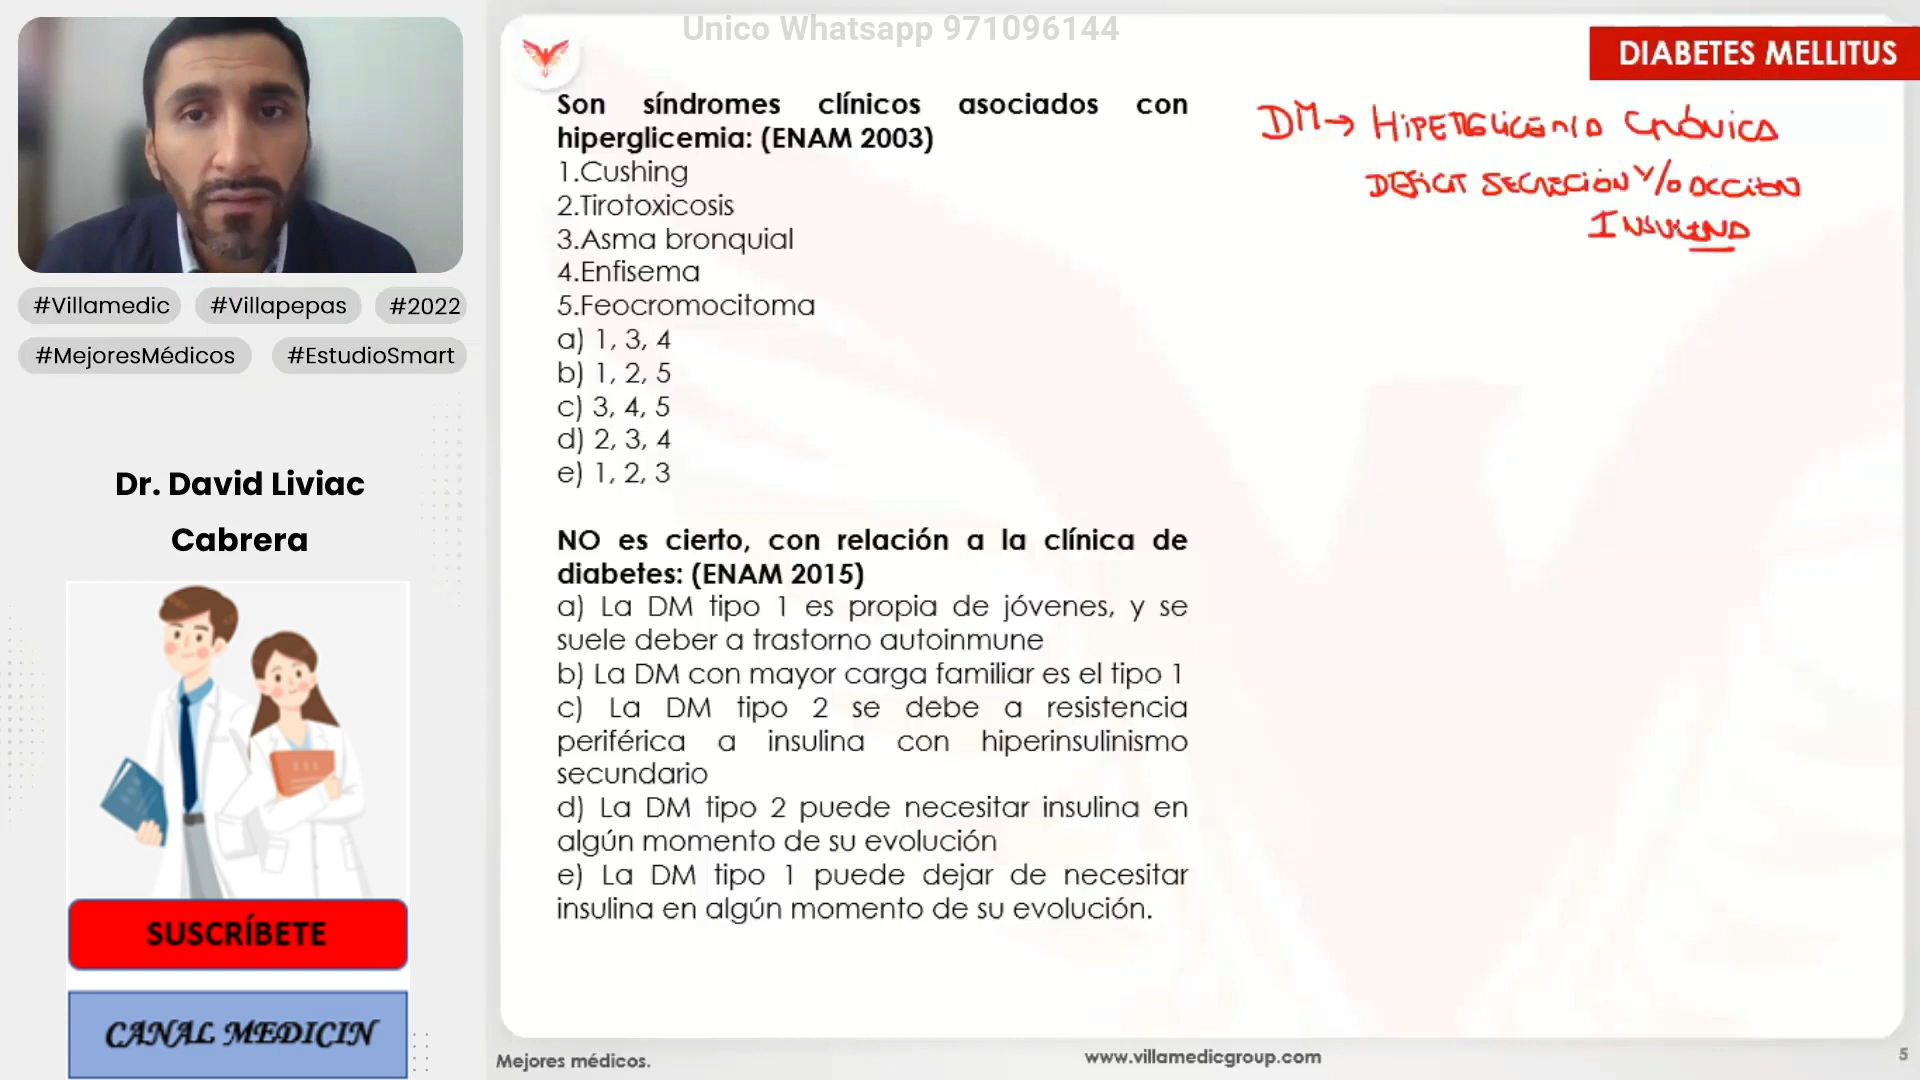 Unico Whatsapp 971096144
DIABETES MELLITUS
Son síndromes clínicos asociados con
hiperglicemia: (ENAM 2003)
1.Cushing
2.Tirotoxicosis
3.Asma bronquial
4.Enfisema
5.Feocromocitoma
a) 1, 3, 4
b) 1, 2, 5
c) 3, 4, 5
d) 2, 3, 4
e) 1, 2, 3
NO es cierto, con relación a la clínica de
diabetes: (ENAM 2015)
a) La DM tipo 1 es propia de jóvenes, y se
suele deber a trastorno autoinmune
b) La DM con mayor carga familiar es el tipo 1
c) La DM tipo 2 se debe a resistencia
periférica a insulina con hiperinsulinismo
secundario
d) La DM tipo 2 puede necesitar insulina en
algún momento de su evolución
e) La DM tipo 1 puede dejar de necesitar
insulina en algún momento de su evolución.
DM → HIPERGLICEMIA CRÓNICA
DEFICIT SECRECIÓN Y/O ACCION
INSULINA
#Villamedic #Villapepas #2022
#MejoresMédicos #EstudioSmart
Dr. David Liviac
Cabrera
SUSCRÍBETE
CANAL MEDICIN
Mejores médicos.
www.villamedicgroup.com
5